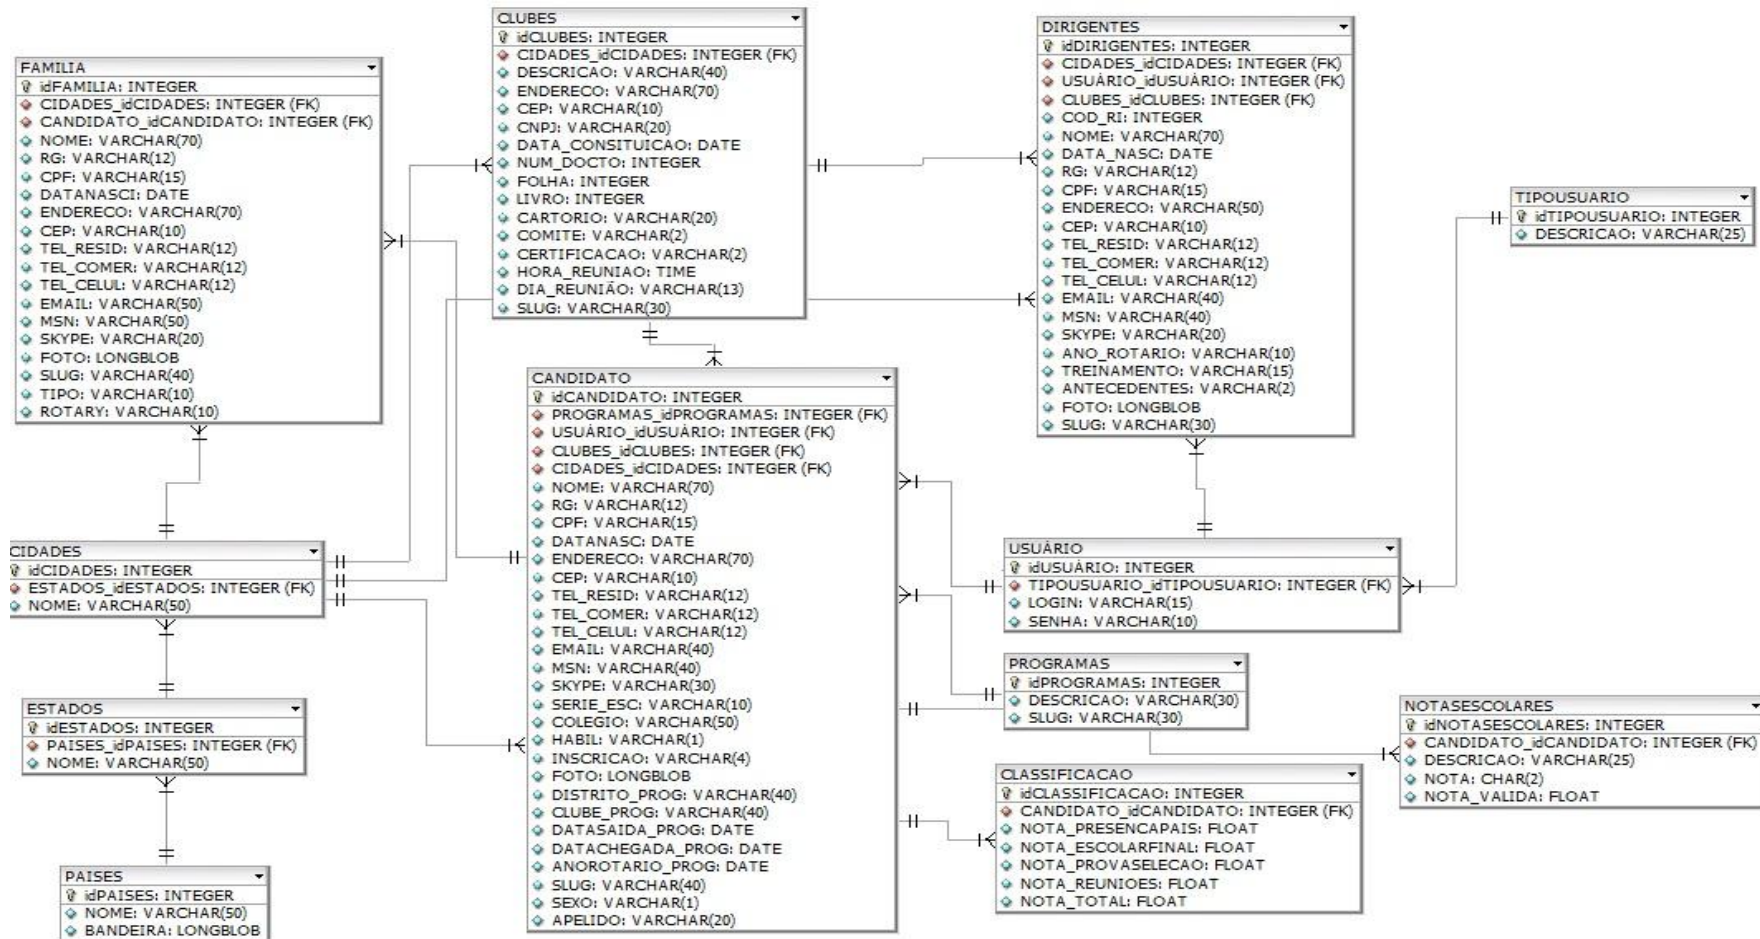 FAMILIA
idFAMILIA: INTEGER
CIDADES_idCIDADES: INTEGER (FK)
CANDIDATO_idCANDIDATO: INTEGER (FK)
NOME: VARCHAR(70)
RG: VARCHAR(12)
CPF: VARCHAR(15)
DATANASCI: DATE
ENDERECO: VARCHAR(70)
CEP: VARCHAR(10)
TEL_RESID: VARCHAR(12)
TEL_COMER: VARCHAR(12)
TEL_CELUL: VARCHAR(12)
EMAIL: VARCHAR(50)
MSN: VARCHAR(50)
SKYPE: VARCHAR(20)
FOTO: LONGBLOB
SLUG: VARCHAR(40)
TIPO: VARCHAR(10)
ROTARY: VARCHAR(10)
CLUBES
idCLUBES: INTEGER
CIDADES_idCIDADES: INTEGER (FK)
DESCRICAO: VARCHAR(40)
ENDERECO: VARCHAR(70)
CEP: VARCHAR(10)
CNPJ: VARCHAR(20)
DATA_CONSITUICAO: DATE
NUM_DOCTO: INTEGER
FOLHA: INTEGER
LIVRO: INTEGER
CARTORIO: VARCHAR(20)
COMITE: VARCHAR(2)
CERTIFICACAO: VARCHAR(2)
HORA_REUNIAO: TIME
DIA_REUNIÃO: VARCHAR(13)
SLUG: VARCHAR(30)
DIRIGENTES
idDIRIGENTES: INTEGER
CIDADES_idCIDADES: INTEGER (FK)
USUÁRIO_idUSUÁRIO: INTEGER (FK)
CLUBES_idCLUBES: INTEGER (FK)
COD_RI: INTEGER
NOME: VARCHAR(70)
DATA_NASC: DATE
RG: VARCHAR(12)
CPF: VARCHAR(15)
ENDERECO: VARCHAR(50)
CEP: VARCHAR(10)
TEL_RESID: VARCHAR(12)
TEL_COMER: VARCHAR(12)
TEL_CELUL: VARCHAR(12)
EMAIL: VARCHAR(40)
MSN: VARCHAR(40)
SKYPE: VARCHAR(20)
ANO_ROTARIO: VARCHAR(10)
TREINAMENTO: VARCHAR(15)
ANTECEDENTES: VARCHAR(2)
FOTO: LONGBLOB
SLUG: VARCHAR(30)
TIPOUSUARIO
idTIPOUSUARIO: INTEGER
DESCRICAO: VARCHAR(25)
CANDIDATO
idCANDIDATO: INTEGER
PROGRAMAS_idPROGRAMAS: INTEGER (FK)
USUÁRIO_idUSUÁRIO: INTEGER (FK)
CLUBES_idCLUBES: INTEGER (FK)
CIDADES_idCIDADES: INTEGER (FK)
NOME: VARCHAR(70)
RG: VARCHAR(12)
CPF: VARCHAR(15)
DATANASC: DATE
ENDERECO: VARCHAR(70)
CEP: VARCHAR(10)
TEL_RESID: VARCHAR(12)
TEL_COMER: VARCHAR(12)
TEL_CELUL: VARCHAR(12)
EMAIL: VARCHAR(40)
MSN: VARCHAR(40)
SKYPE: VARCHAR(30)
SERIE_ESC: VARCHAR(10)
COLEGIO: VARCHAR(50)
HABIL: VARCHAR(1)
INSCRICAO: VARCHAR(4)
FOTO: LONGBLOB
DISTRITO_PROG: VARCHAR(40)
CLUBE_PROG: VARCHAR(40)
DATASAIDA_PROG: DATE
DATACHEGADA_PROG: DATE
ANOROTARIO_PROG: DATE
SLUG: VARCHAR(40)
SEXO: VARCHAR(1)
APELIDO: VARCHAR(20)
CIDADES
idCIDADES: INTEGER
ESTADOS_idESTADOS: INTEGER (FK)
NOME: VARCHAR(50)
ESTADOS
idESTADOS: INTEGER
PAISES_idPAISES: INTEGER (FK)
NOME: VARCHAR(50)
PAISES
idPAISES: INTEGER
NOME: VARCHAR(50)
BANDEIRA: LONGBLOB
USUÁRIO
idUSUÁRIO: INTEGER
TIPOUSUARIO_idTIPOUSUARIO: INTEGER (FK)
LOGIN: VARCHAR(15)
SENHA: VARCHAR(10)
PROGRAMAS
idPROGRAMAS: INTEGER
DESCRICAO: VARCHAR(30)
SLUG: VARCHAR(30)
NOTASESCOLARES
idNOTASESCOLARES: INTEGER
CANDIDATO_idCANDIDATO: INTEGER (FK)
DESCRICAO: VARCHAR(25)
NOTA: CHAR(2)
NOTA_VALIDA: FLOAT
CLASSIFICACAO
idCLASSIFICACAO: INTEGER
CANDIDATO_idCANDIDATO: INTEGER (FK)
NOTA_PRESENCAPAIS: FLOAT
NOTA_ESCOLARFINAL: FLOAT
NOTA_PROVASELECAO: FLOAT
NOTA_REUNIOES: FLOAT
NOTA_TOTAL: FLOAT